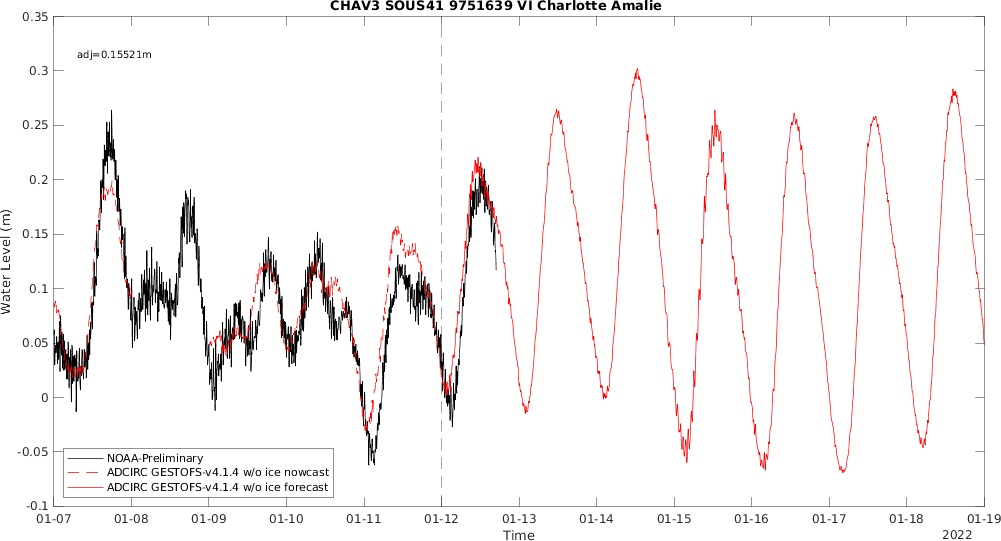 CHAV3 SOUS41 9751639 VI Charlotte Amalie
0.35
adj=0.15521m
0.3
0.25
0.2
0.15
0.1
0.05
0
-0.05
-0.1
Water Level (m)
NOAA-Preliminary
ADCIRC GESTOFS-v4.1.4 w/o ice nowcast
ADCIRC GESTOFS-v4.1.4 w/o ice forecast
01-07 01-08 01-09 01-10 01-11 01-12 01-13 01-14 01-15 01-16 01-17 01-18 01-19
Time
2022